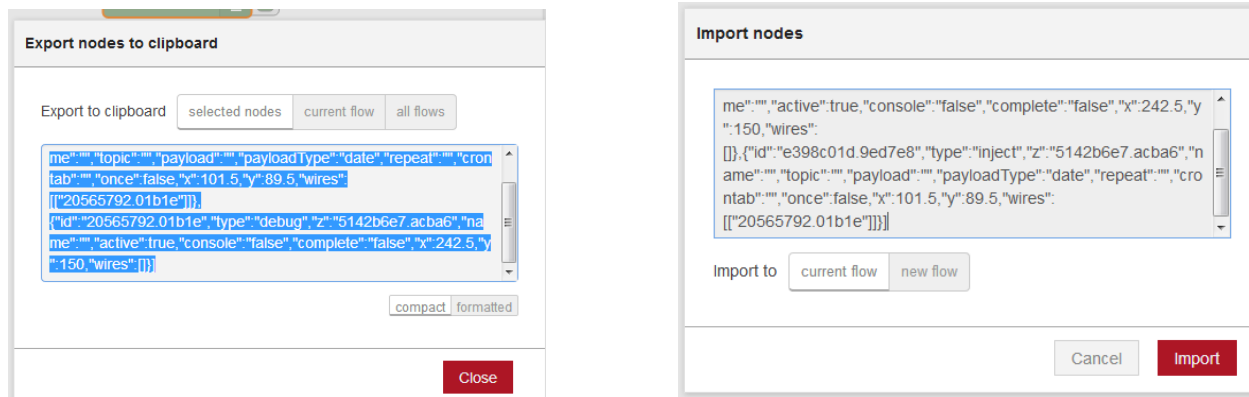 Export nodes to clipboard
Export to clipboard selected nodes current flow all flows
me":"","topic":"","payload":"","payloadType":"date","repeat":"","cron
tab":"","once":false,"x":101.5,"y":89.5,"wires":
[["20565792.01b1e"]]},
{"id":"20565792.01b1e","type":"debug","z":"5142b6e7.acba6","na
me":"","active":true,"console":"false","complete":"false","x":242.5,"y
":150,"wires":[]}]
compact formatted
Close
Import nodes
me":"","active":true,"console":"false","complete":"false","x":242.5,"y
":150,"wires":
[]},{"id":"e398c01d.9ed7e8","type":"inject","z":"5142b6e7.acba6","n
ame":"","topic":"","payload":"","payloadType":"date","repeat":"","cro
ntab":"","once":false,"x":101.5,"y":89.5,"wires":
[["20565792.01b1e"]]}]
Import to current flow new flow
Cancel Import